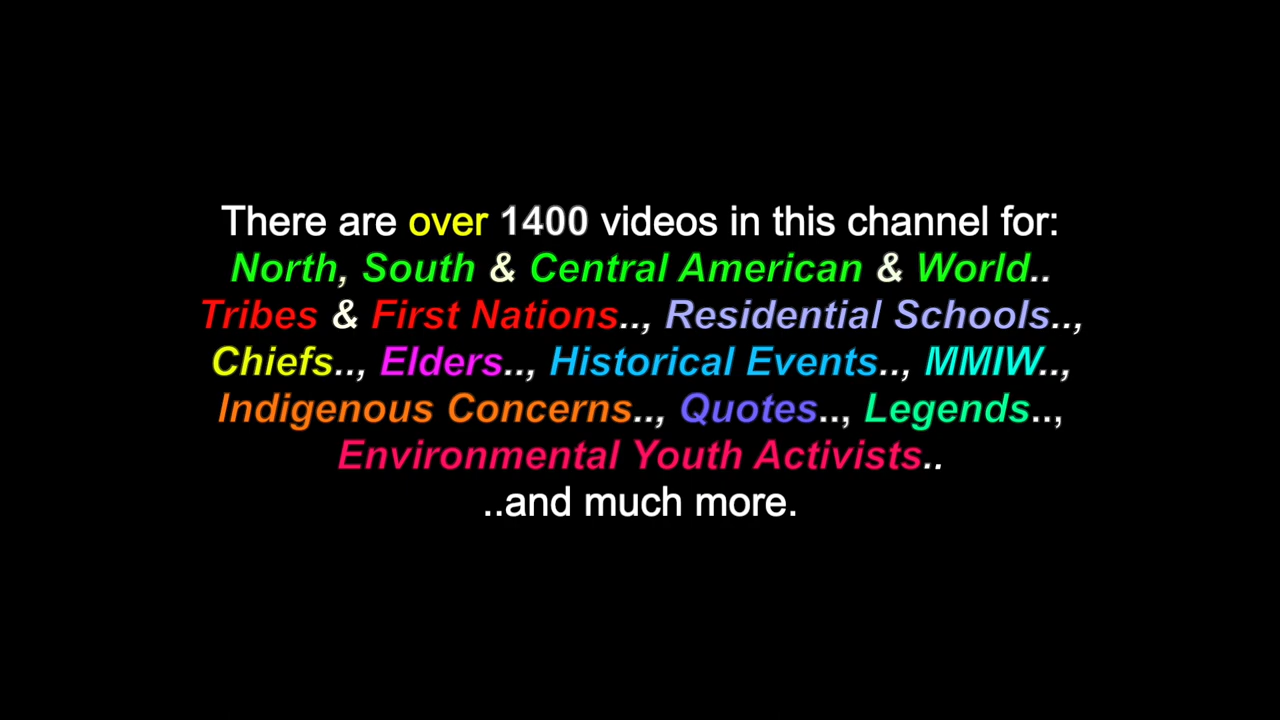 There are over 1400 videos in this channel for:
North, South & Central American & World..
Tribes & First Nations.., Residential Schools..,
Chiefs.., Elders.., Historical Events.., MMIW..,
Indigenous Concerns.., Quotes.., Legends..,
Environmental Youth Activists..
..and much more.